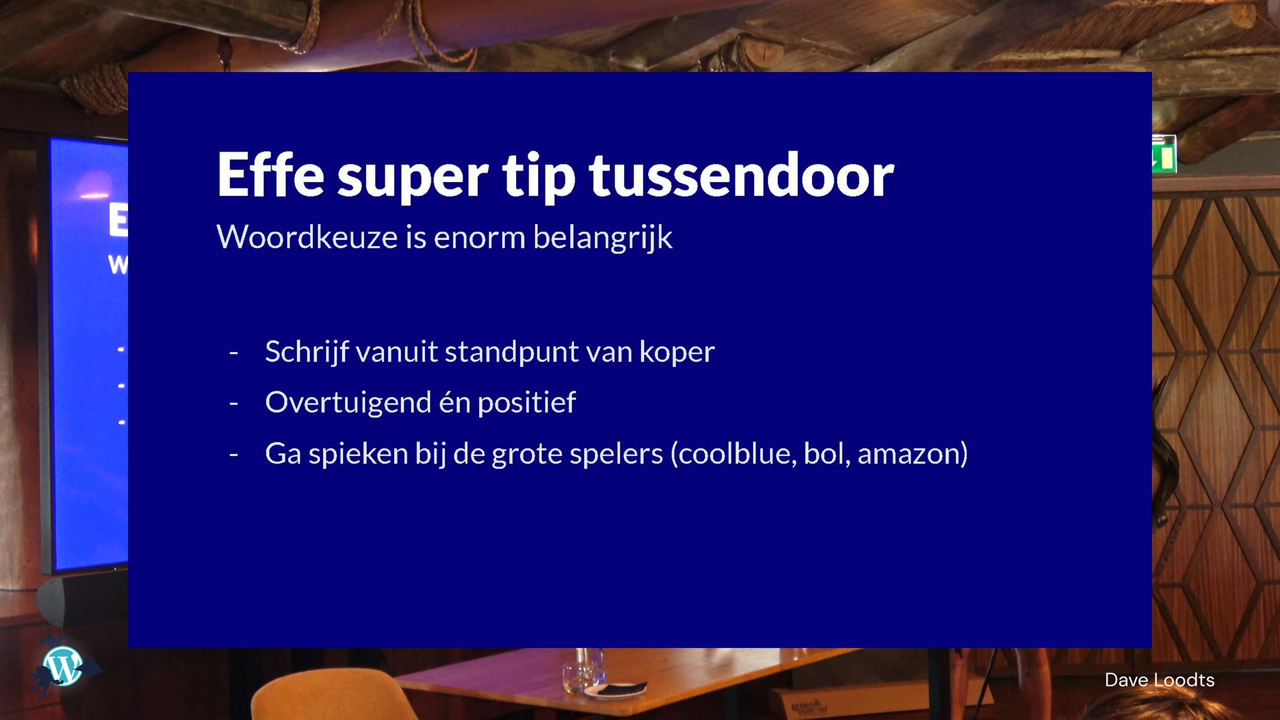 Effe super tip tussendoor
Woordkeuze is enorm belangrijk
- Schrijf vanuit standpunt van koper
- Overtuigend én positief
- Ga spieken bij de grote spelers (coolblue, bol, amazon)
Dave Loodts